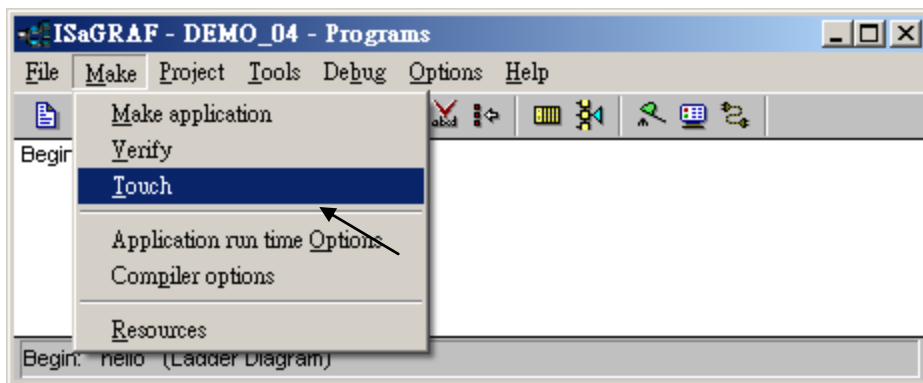 ISaGRAF - DEMO_04 - Programs
File Make Project Tools Debug Options Help
Make application
Verify
Touch
Application run time Options
Compiler options
Resources
Begin: hello (Ladder Diagram)